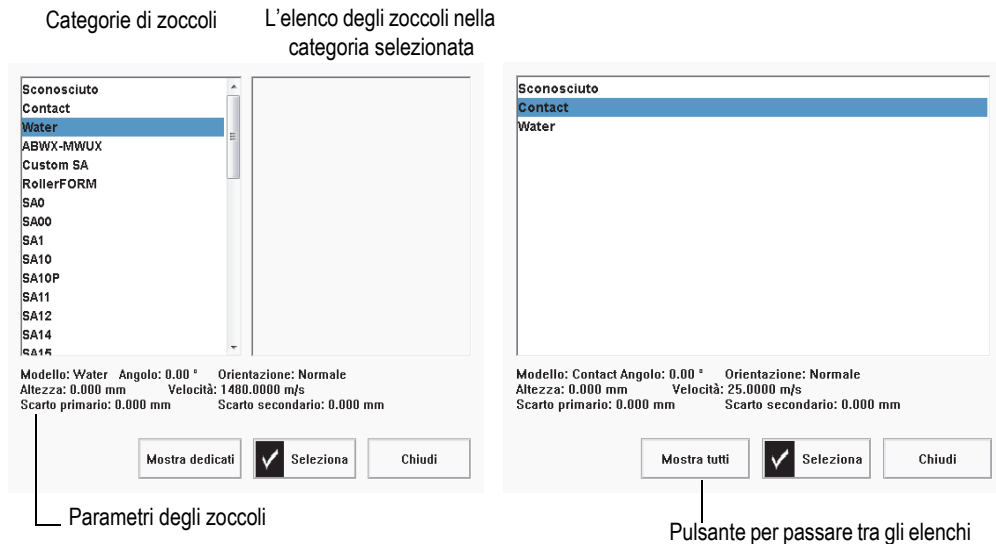 Categorie di zoccoli
L'elenco degli zoccoli nella
categoria selezionata
Sconosciuto
Contact
Water
ABWX-MWUX
Custom SA
RollerFORM
SA0
SA00
SA1
SA10
SA10P
SA11
SA12
SA14
SA15
Modello: Water Angolo: 0.00 ° Orientazione: Normale
Altezza: 0.000 mm Velocità: 1480.0000 m/s
Scarto primario: 0.000 mm Scarto secondario: 0.000 mm
Mostra dedicati Seleziona Chiudi
Parametri degli zoccoli
Sconosciuto
Contact
Water
Modello: Contact Angolo: 0.00 ° Orientazione: Normale
Altezza: 0.000 mm Velocità: 25.0000 m/s
Scarto primario: 0.000 mm Scarto secondario: 0.000 mm
Mostra tutti Seleziona Chiudi
Pulsante per passare tra gli elenchi